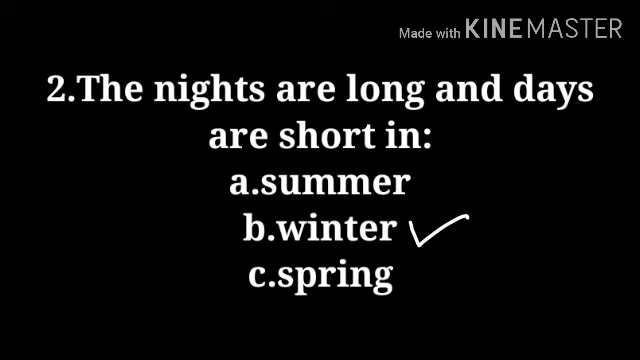 Made with KINEMASTER
2.The nights are long and days
are short in:
a.summer
b.winter
c.spring